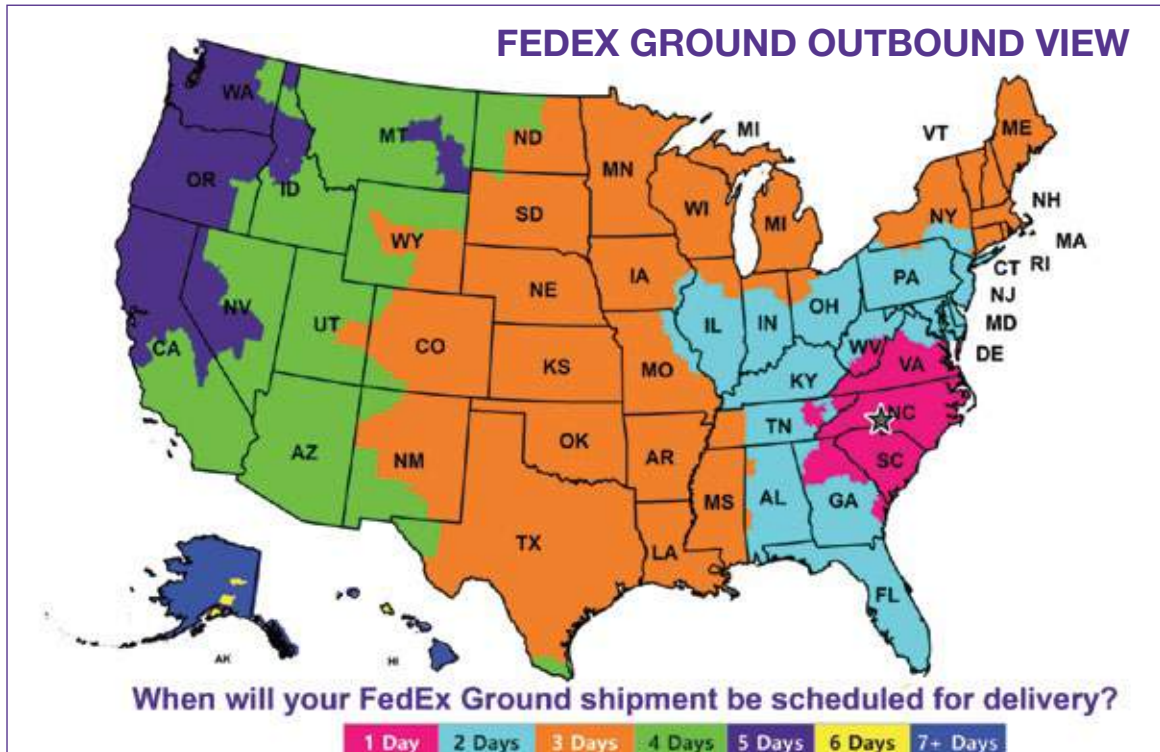 FEDEX GROUND OUTBOUND VIEW
WA
MT
ND
MN
MI
VT
ME
OR
ID
SD
WI
MI
NY
NH
MA
WY
IA
NE
PA
CT
RI
NJ
NV
UT
CO
IL
IN
OH
MD
DE
CA
KS
MO
WV
VA
KY
AZ
NM
OK
AR
TN
NC
SC
TX
MS
AL
GA
LA
FL
AK
HI
When will your FedEx Ground shipment be scheduled for delivery?
1 Day 2 Days 3 Days 4 Days 5 Days 6 Days 7+ Days